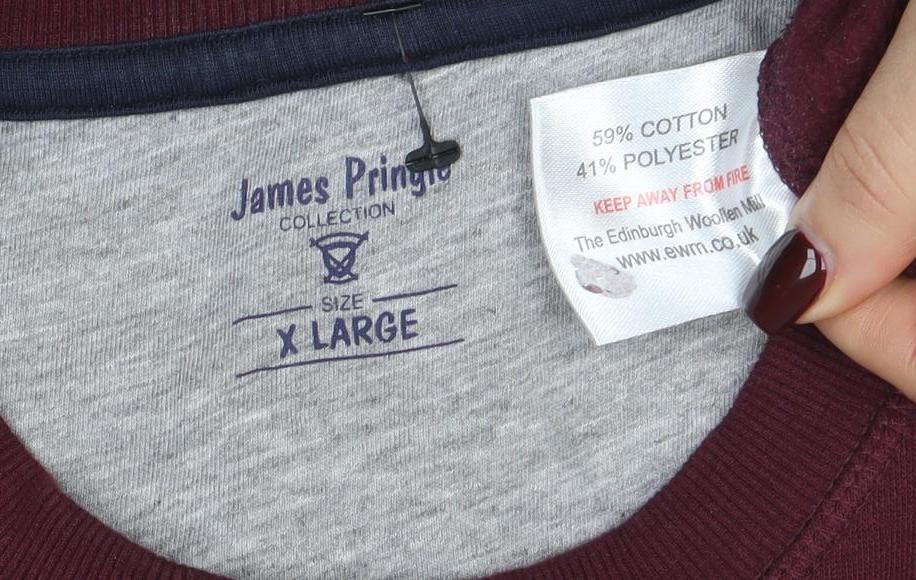 James Pringle
COLLECTION
SIZE
X LARGE
59% COTTON
41% POLYESTER
KEEP AWAY FROM FIRE
The Edinburgh Woollen Mill
www.ewm.co.uk